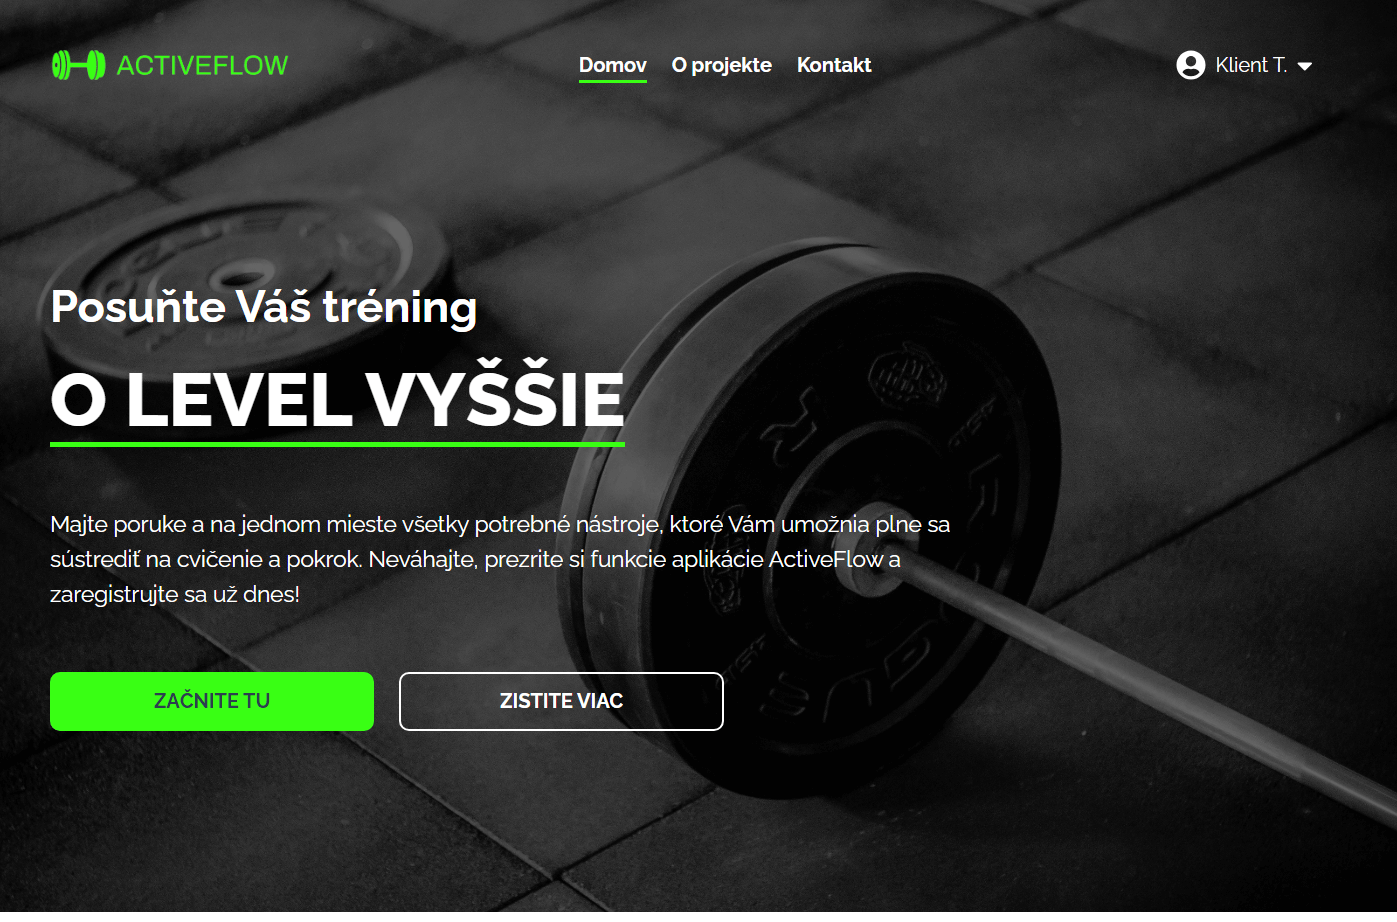 ACTIVEFLOW
Domov O projekte Kontakt
Klient T.
Posuňte Váš tréning
O LEVEL VYŠŠIE
Majte poruke a na jednom mieste všetky potrebné nástroje, ktoré Vám umožnia plne sa
sústrediť na cvičenie a pokrok. Neváhajte, prezrite si funkcie aplikácie ActiveFlow a
zaregistrujte sa už dnes!
ZAČNITE TU
ZISTITE VIAC